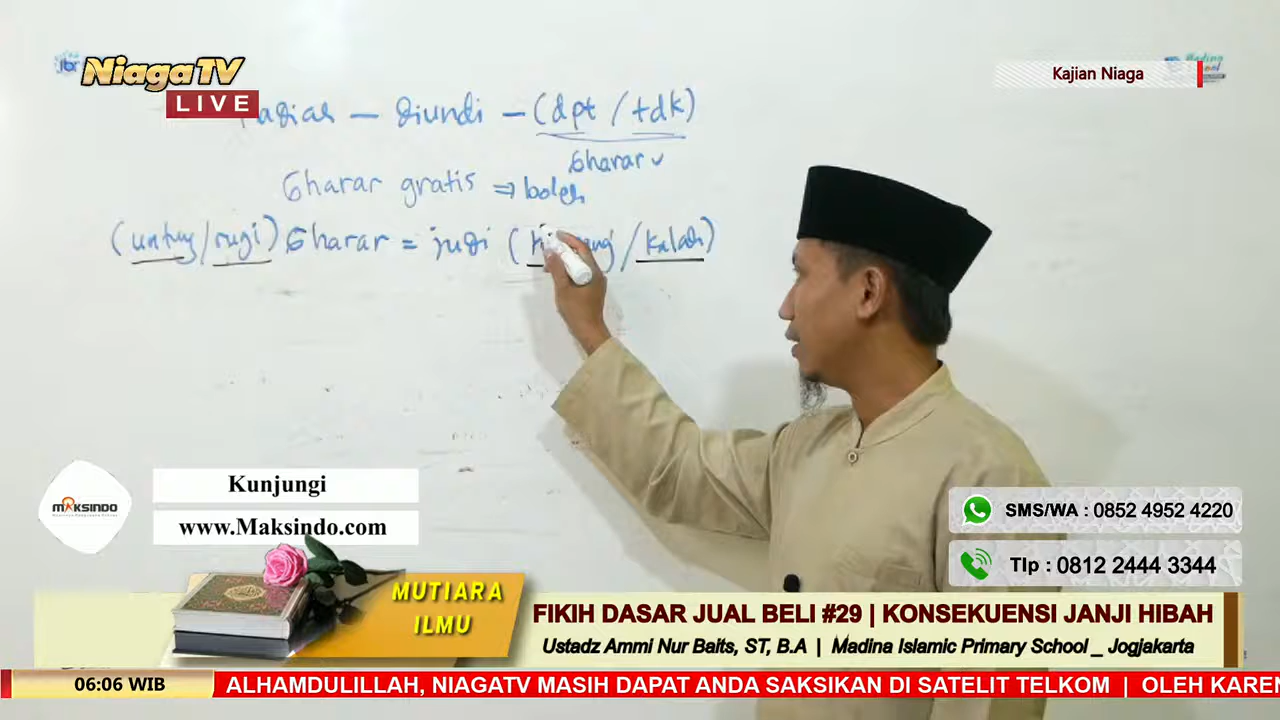 NiagaTV
LIVE
Kajian Niaga
– diundi – (dpt / tdk)
Gharar ✓
Gharar gratis ⇒ boleh
(untung/rugi) Gharar = judi ( / kalah)
MAKSINDO
Kunjungi
www.Maksindo.com
SMS/WA : 0852 4952 4220
Tlp : 0812 2444 3344
MUTIARA
ILMU
FIKIH DASAR JUAL BELI #29 | KONSEKUENSI JANJI HIBAH
Ustadz Ammi Nur Baits, ST, B.A | Madina Islamic Primary School _ Jogjakarta
06:06 WIB
ALHAMDULILLAH, NIAGATV MASIH DAPAT ANDA SAKSIKAN DI SATELIT TELKOM | OLEH KAREN